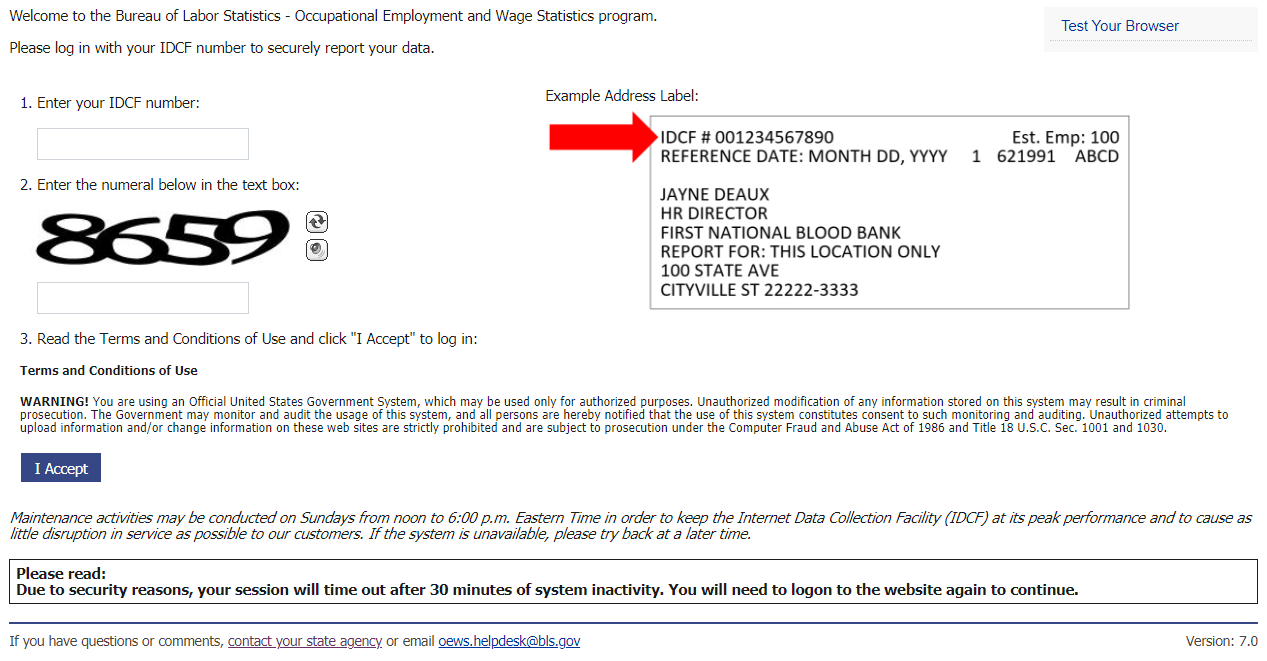 Welcome to the Bureau of Labor Statistics - Occupational Employment and Wage Statistics program.
Test Your Browser
Please log in with your IDCF number to securely report your data.
1. Enter your IDCF number:
Example Address Label:
IDCF # 001234567890 Est. Emp: 100
REFERENCE DATE: MONTH DD, YYYY 1 621991 ABCD
JAYNE DEAUX
HR DIRECTOR
FIRST NATIONAL BLOOD BANK
REPORT FOR: THIS LOCATION ONLY
100 STATE AVE
CITYVILLE ST 22222-3333
2. Enter the numeral below in the text box:
8659
3. Read the Terms and Conditions of Use and click "I Accept" to log in:
Terms and Conditions of Use
WARNING! You are using an Official United States Government System, which may be used only for authorized purposes. Unauthorized modification of any information stored on this system may result in criminal
prosecution. The Government may monitor and audit the usage of this system, and all persons are hereby notified that the use of this system constitutes consent to such monitoring and auditing. Unauthorized attempts to
upload information and/or change information on these web sites are strictly prohibited and are subject to prosecution under the Computer Fraud and Abuse Act of 1986 and Title 18 U.S.C. Sec. 1001 and 1030.
I Accept
Maintenance activities may be conducted on Sundays from noon to 6:00 p.m. Eastern Time in order to keep the Internet Data Collection Facility (IDCF) at its peak performance and to cause as
little disruption in service as possible to our customers. If the system is unavailable, please try back at a later time.
Please read:
Due to security reasons, your session will time out after 30 minutes of system inactivity. You will need to logon to the website again to continue.
If you have questions or comments, contact your state agency or email oews.helpdesk@bls.gov
Version: 7.0